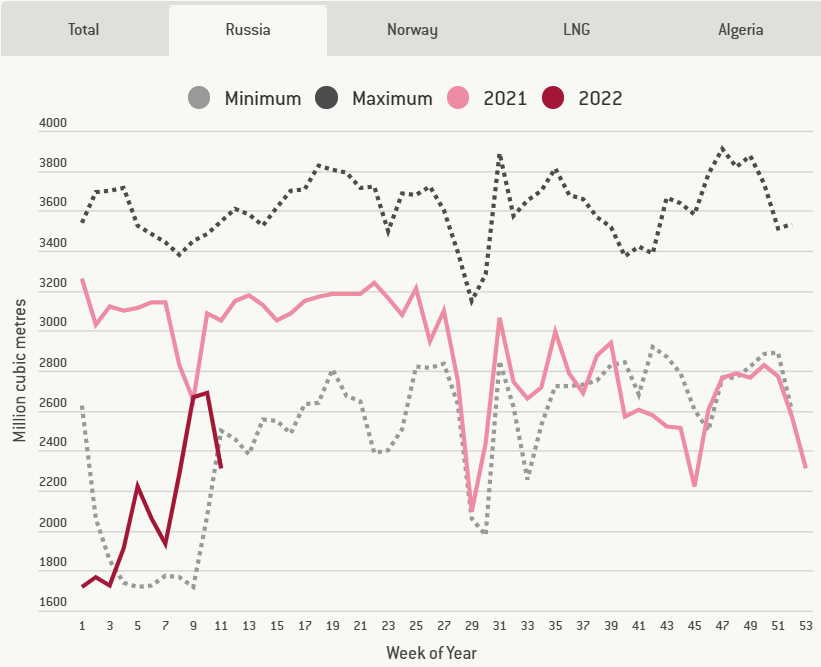 Total Russia Norway LNG Algeria
Minimum Maximum 2021 2022
Million cubic metres
4000
3800
3600
3400
3200
3000
2800
2600
2400
2200
2000
1800
1600
1 3 5 7 9 11 13 15 17 19 21 23 25 27 29 31 33 35 37 39 41 43 45 47 49 51 53
Week of Year